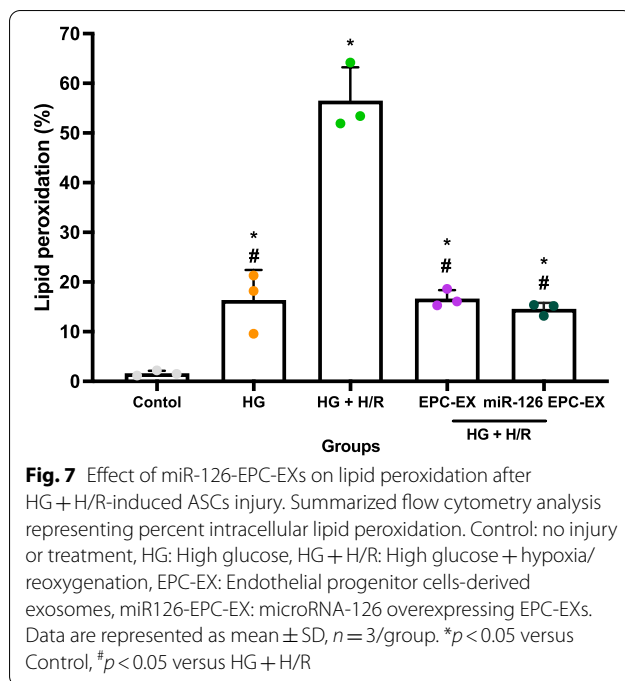 70
60
50
40
30
20
10
0
Lipid peroxidation (%)
*
#
*
*
#
*
#
Contol
HG
HG + H/R
EPC-EX
miR-126 EPC-EX
HG + H/R
Groups
Fig. 7 Effect of miR-126-EPC-EXs on lipid peroxidation after
HG + H/R-induced ASCs injury. Summarized flow cytometry analysis
representing percent intracellular lipid peroxidation. Control: no injury
or treatment, HG: High glucose, HG + H/R: High glucose + hypoxia/
reoxygenation, EPC-EX: Endothelial progenitor cells-derived
exosomes, miR126-EPC-EX: microRNA-126 overexpressing EPC-EXs.
Data are represented as mean ± SD, n = 3/group. *p < 0.05 versus
Control, #p < 0.05 versus HG + H/R